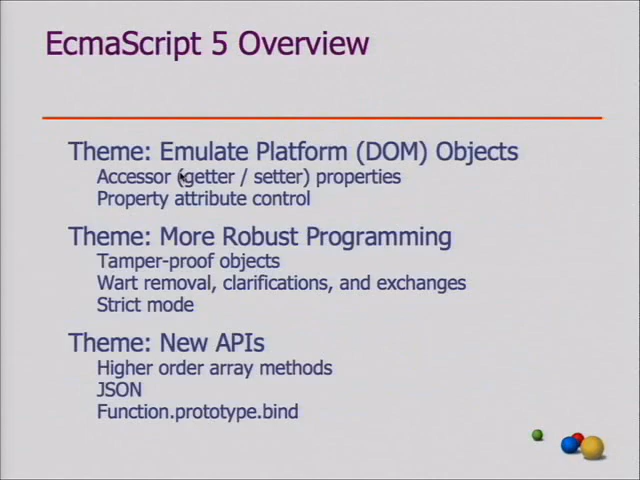 EcmaScript 5 Overview
Theme: Emulate Platform (DOM) Objects
Accessor (getter / setter) properties
Property attribute control
Theme: More Robust Programming
Tamper-proof objects
Wart removal, clarifications, and exchanges
Strict mode
Theme: New APIs
Higher order array methods
JSON
Function.prototype.bind